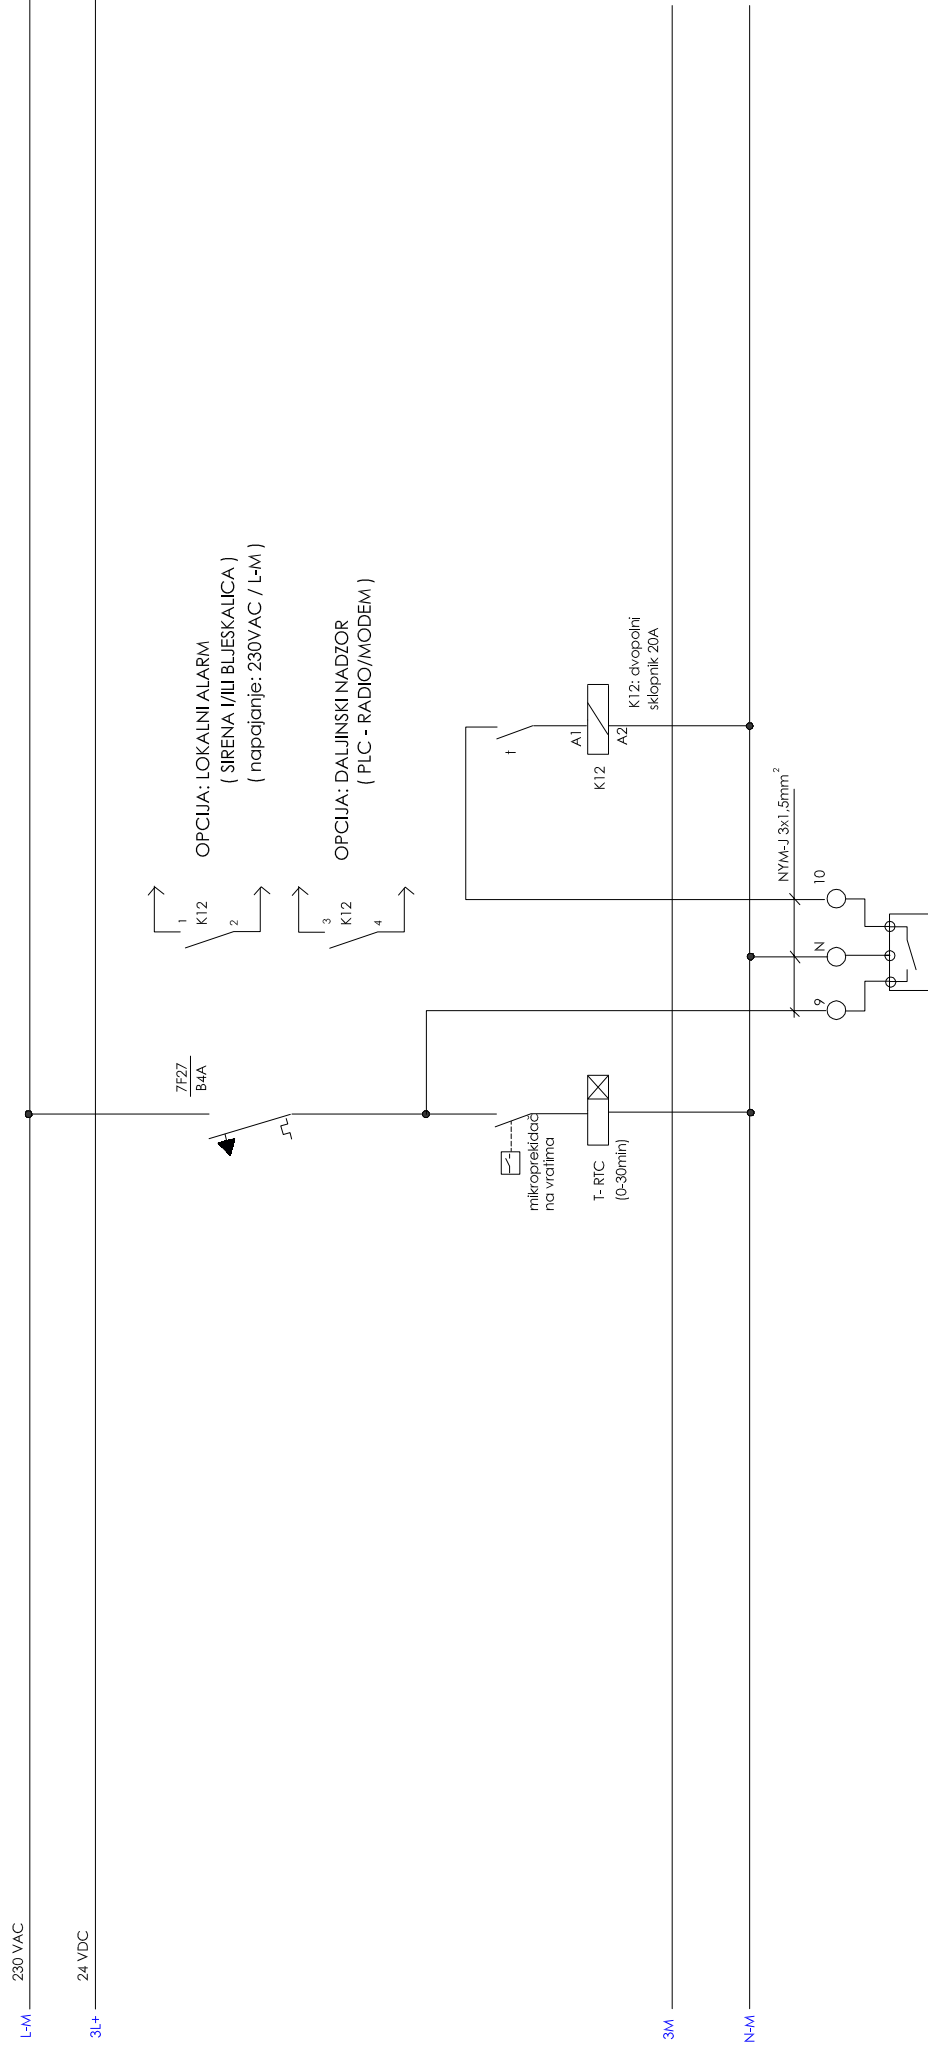 L-M
230 VAC
3L+
24 VDC
7F27
B4A
1
K12
2
OPCIJA: LOKALNI ALARM
( SIRENA I/ILI BLJESKALICA )
( napajanje: 230VAC / L-M )
3
K12
4
OPCIJA: DALJINSKI NADZOR
( PLC - RADIO/MODEM )
mikroprekidač
na vratima
T- RTC
(0-30min)
t
A1
K12
A2
K12: dvopolni
sklopnik 20A
3M
N-M
NYM-J 3x1,5mm²
9
N
10